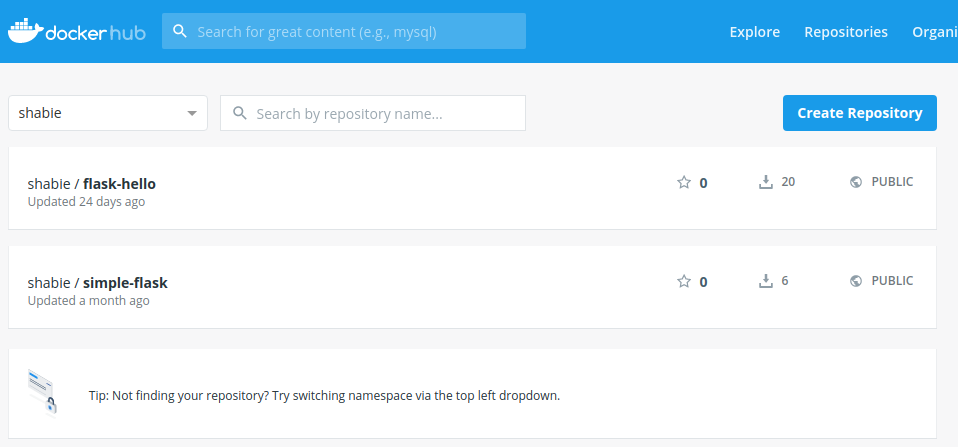 docker hub
Search for great content (e.g., mysql)
Explore
Repositories
Organi
shabie
Search by repository name...
Create Repository
shabie / flask-hello
0
20
PUBLIC
Updated 24 days ago
shabie / simple-flask
0
6
PUBLIC
Updated a month ago
Tip: Not finding your repository? Try switching namespace via the top left dropdown.